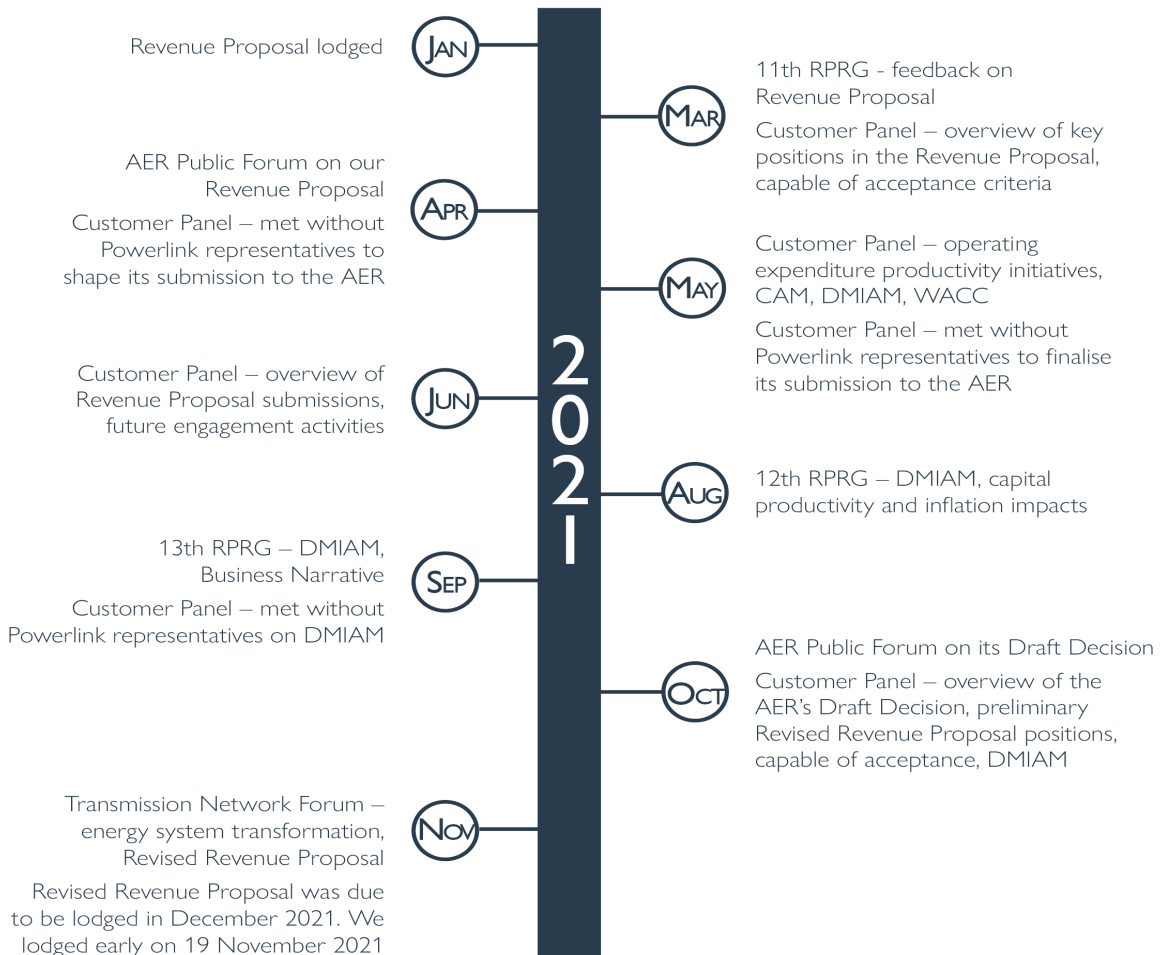 JAN
Revenue Proposal lodged
MAR
11th RPRG - feedback on
Revenue Proposal
Customer Panel – overview of key
positions in the Revenue Proposal,
capable of acceptance criteria
APR
AER Public Forum on our
Revenue Proposal
Customer Panel – met without
Powerlink representatives to
shape its submission to the AER
MAY
Customer Panel – operating
expenditure productivity initiatives,
CAM, DMIAM, WACC
Customer Panel – met without
Powerlink representatives to finalise
its submission to the AER
2021
JUN
Customer Panel – overview of
Revenue Proposal submissions,
future engagement activities
AUG
12th RPRG – DMIAM, capital
productivity and inflation impacts
SEP
13th RPRG – DMIAM,
Business Narrative
Customer Panel – met without
Powerlink representatives on DMIAM
OCT
AER Public Forum on its Draft Decision
Customer Panel – overview of the
AER's Draft Decision, preliminary
Revised Revenue Proposal positions,
capable of acceptance, DMIAM
NOV
Transmission Network Forum –
energy system transformation,
Revised Revenue Proposal
Revised Revenue Proposal was due
to be lodged in December 2021. We
lodged early on 19 November 2021